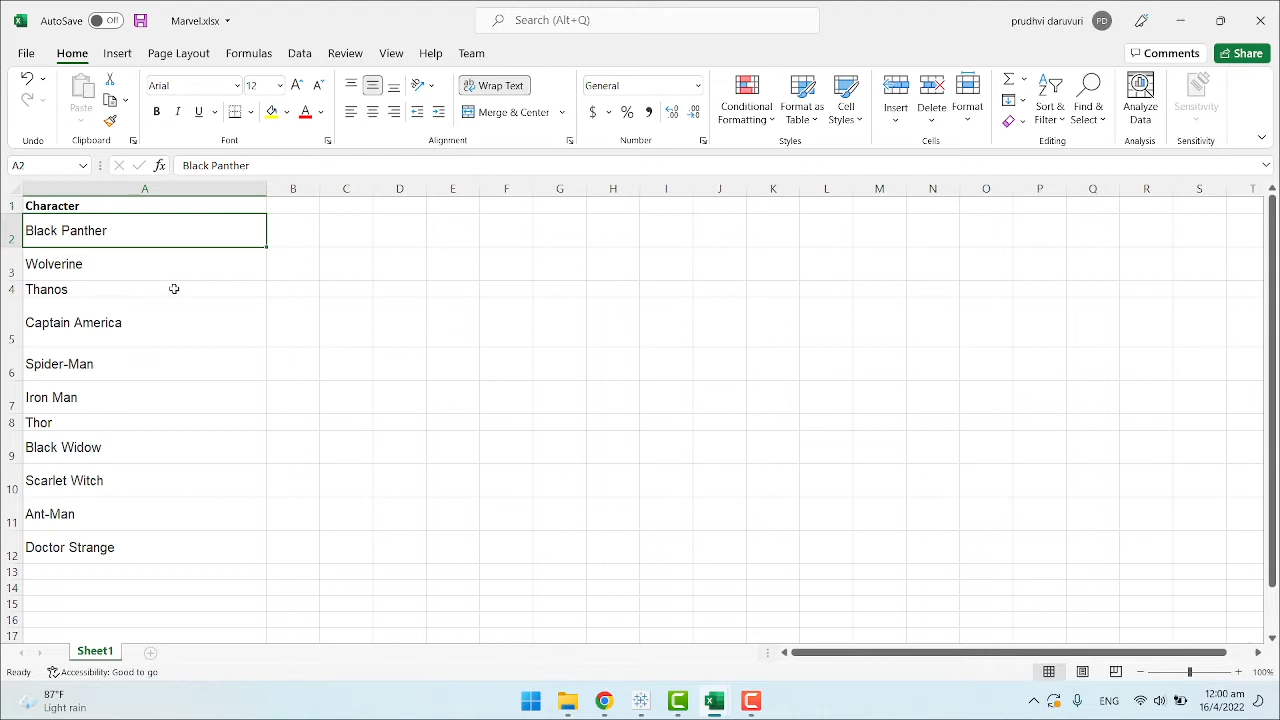 AutoSave Off Marvel.xlsx Search (Alt+Q) prudhvi daruvuri PD
File Home Insert Page Layout Formulas Data Review View Help Team Comments Share
Arial Wrap Text General
Paste B I U Merge & Center $ % Conditional Formatting Format as Table Cell Styles Insert Delete Format Sort & Filter Find & Select Analyze Data Sensitivity
Undo Clipboard Font Alignment Number Styles Cells Editing Analysis Sensitivity
A2 fx Black Panther
A B C D E F G H I J K L M N O P Q R S T
1 Character
2 Black Panther
3 Wolverine
4 Thanos
5 Captain America
6 Spider-Man
7 Iron Man
8 Thor
9 Black Widow
10 Scarlet Witch
11 Ant-Man
12 Doctor Strange
13
14
15
16
17
Sheet1
Ready Accessibility: Good to go 100%
87°F 12:00 am
rain ENG 16/4/2022